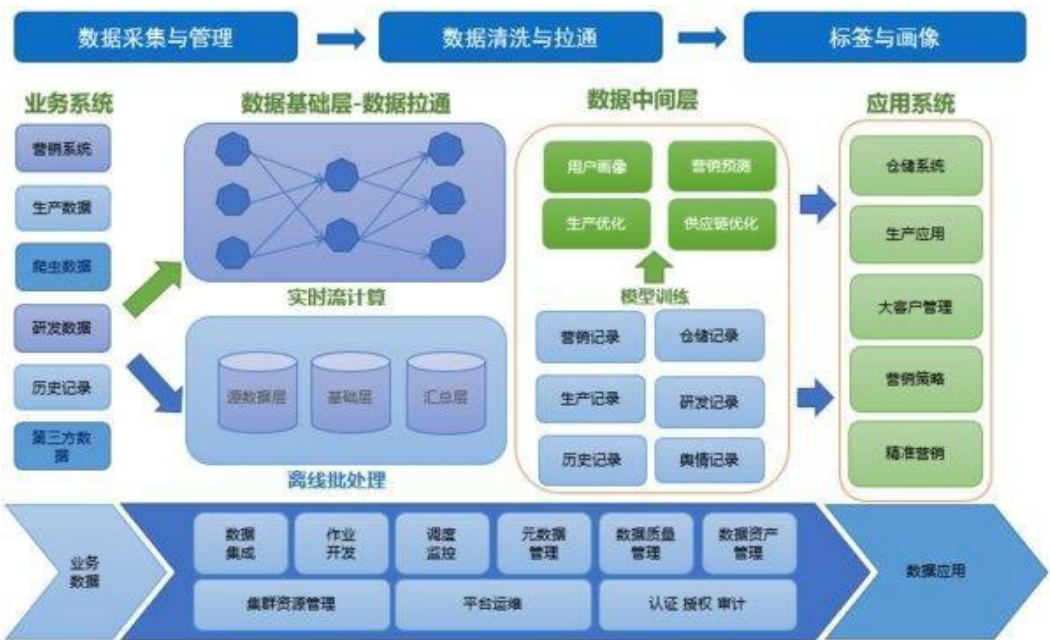 数据采集与管理
数据清洗与拉通
标签与画像
业务系统
营销系统
生产数据
爬虫数据
研发数据
历史记录
第三方数
据
数据基础层-数据拉通
实时流计算
源数据层
基础层
汇总层
离线批处理
数据中间层
用户画像
营销预测
生产优化
供应链优化
模型训练
营销记录
仓储记录
生产记录
研发记录
历史记录
舆情记录
应用系统
仓储系统
生产应用
大客户管理
营销策略
精准营销
业务
数据
数据
集成
作业
开发
调度
监控
元数据
管理
数据质量
管理
数据资产
管理
集群资源管理
平台运维
认证 授权 审计
数据应用